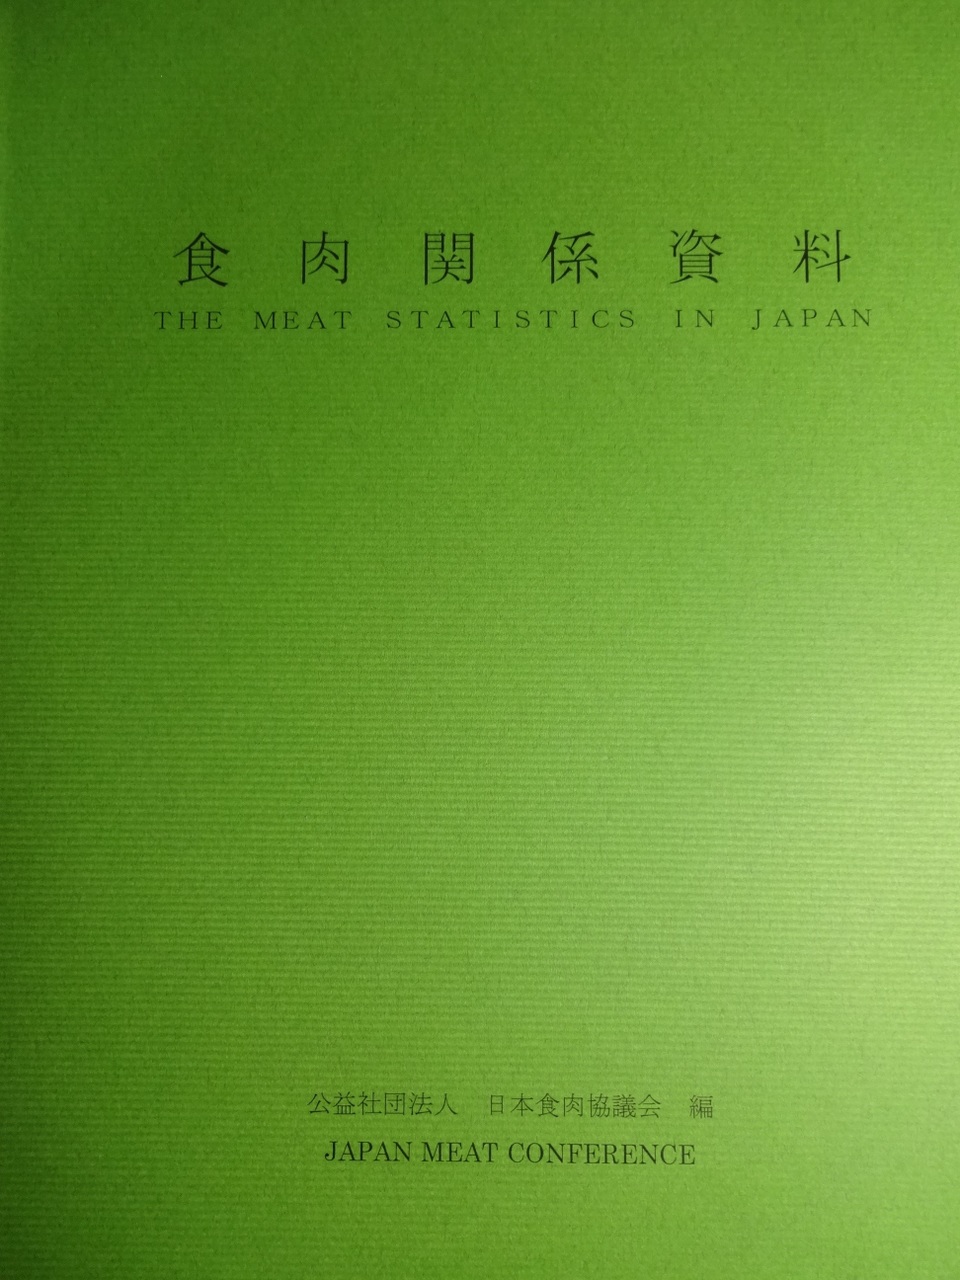 食肉関係資料
THE MEAT STATISTICS IN JAPAN
公益社団法人 日本食肉協議会 編
JAPAN MEAT CONFERENCE